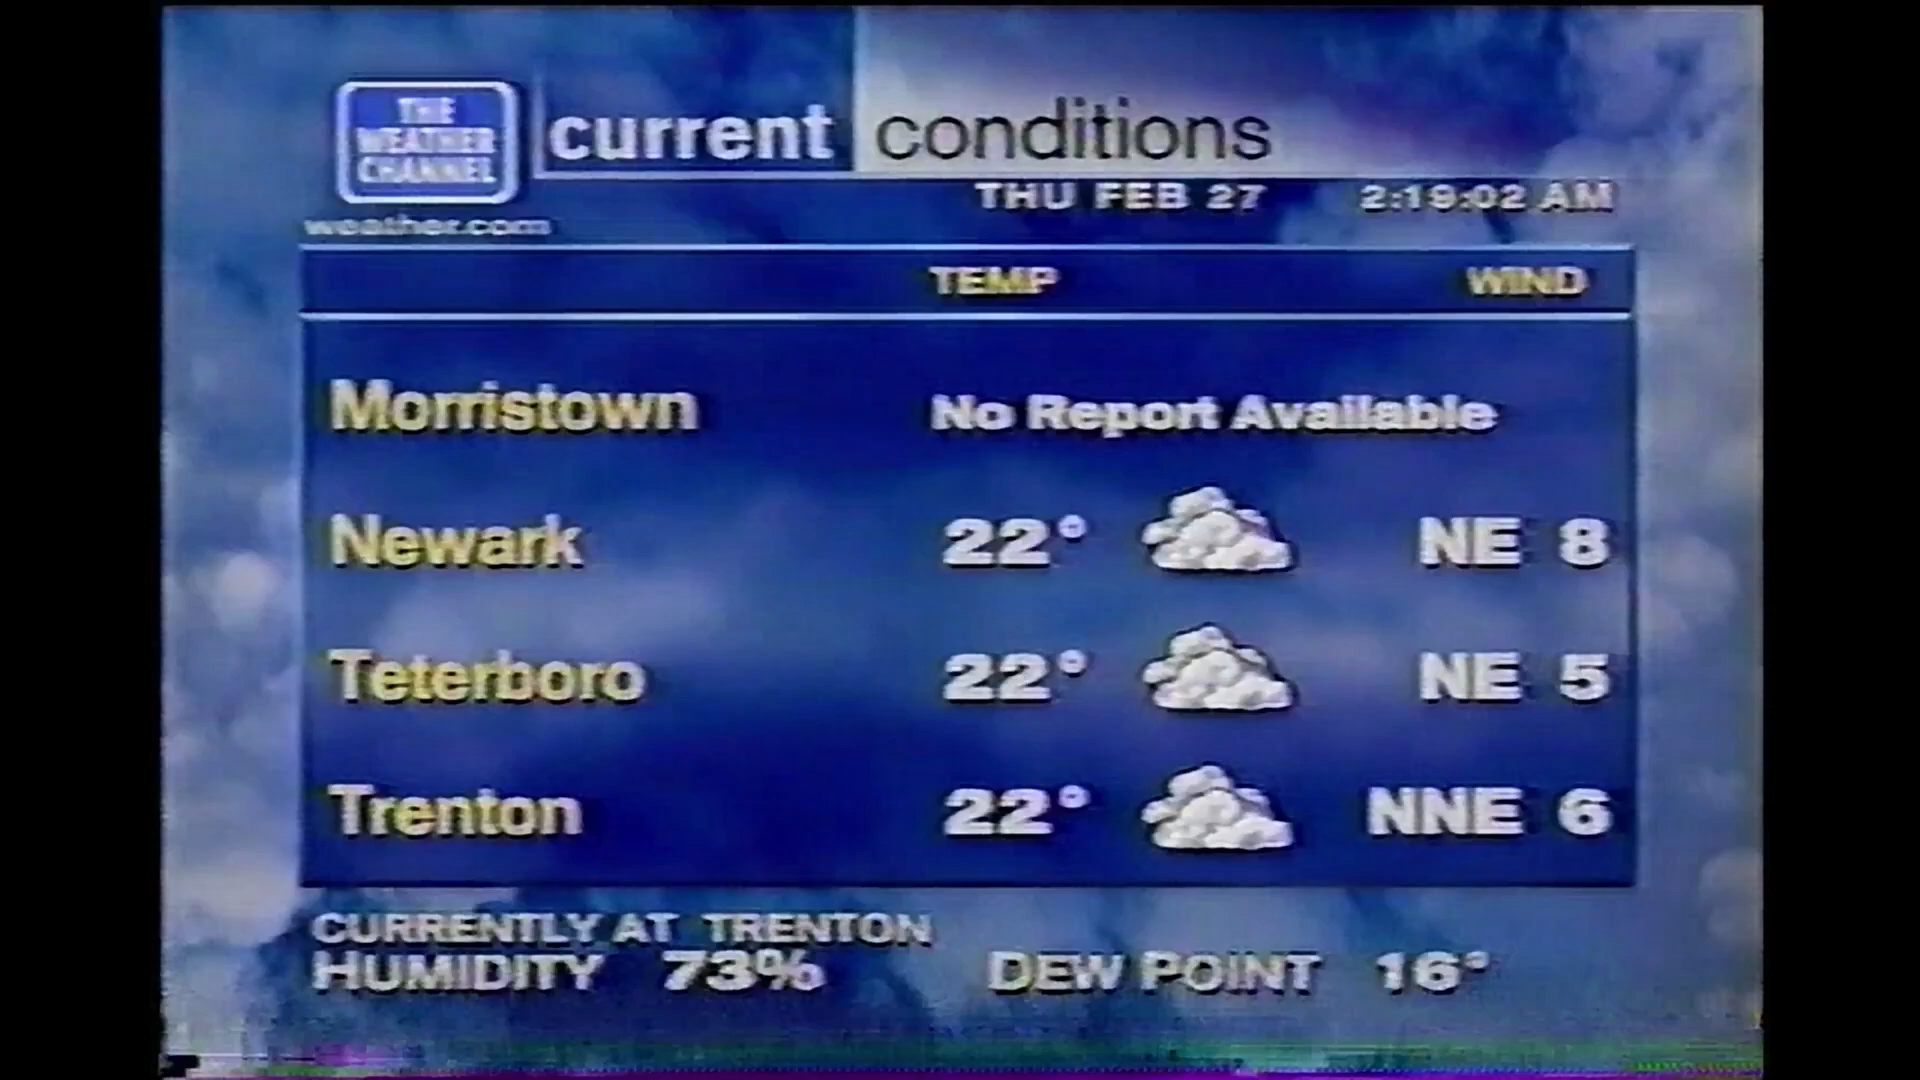 THE
WEATHER
CHANNEL
current conditions
THU FEB 27 2:19:02 AM
weather.com
TEMP WIND
Morristown No Report Available
Newark 22° NE 8
Teterboro 22° NE 5
Trenton 22° NNE 6
CURRENTLY AT TRENTON
HUMIDITY 73% DEW POINT 16°